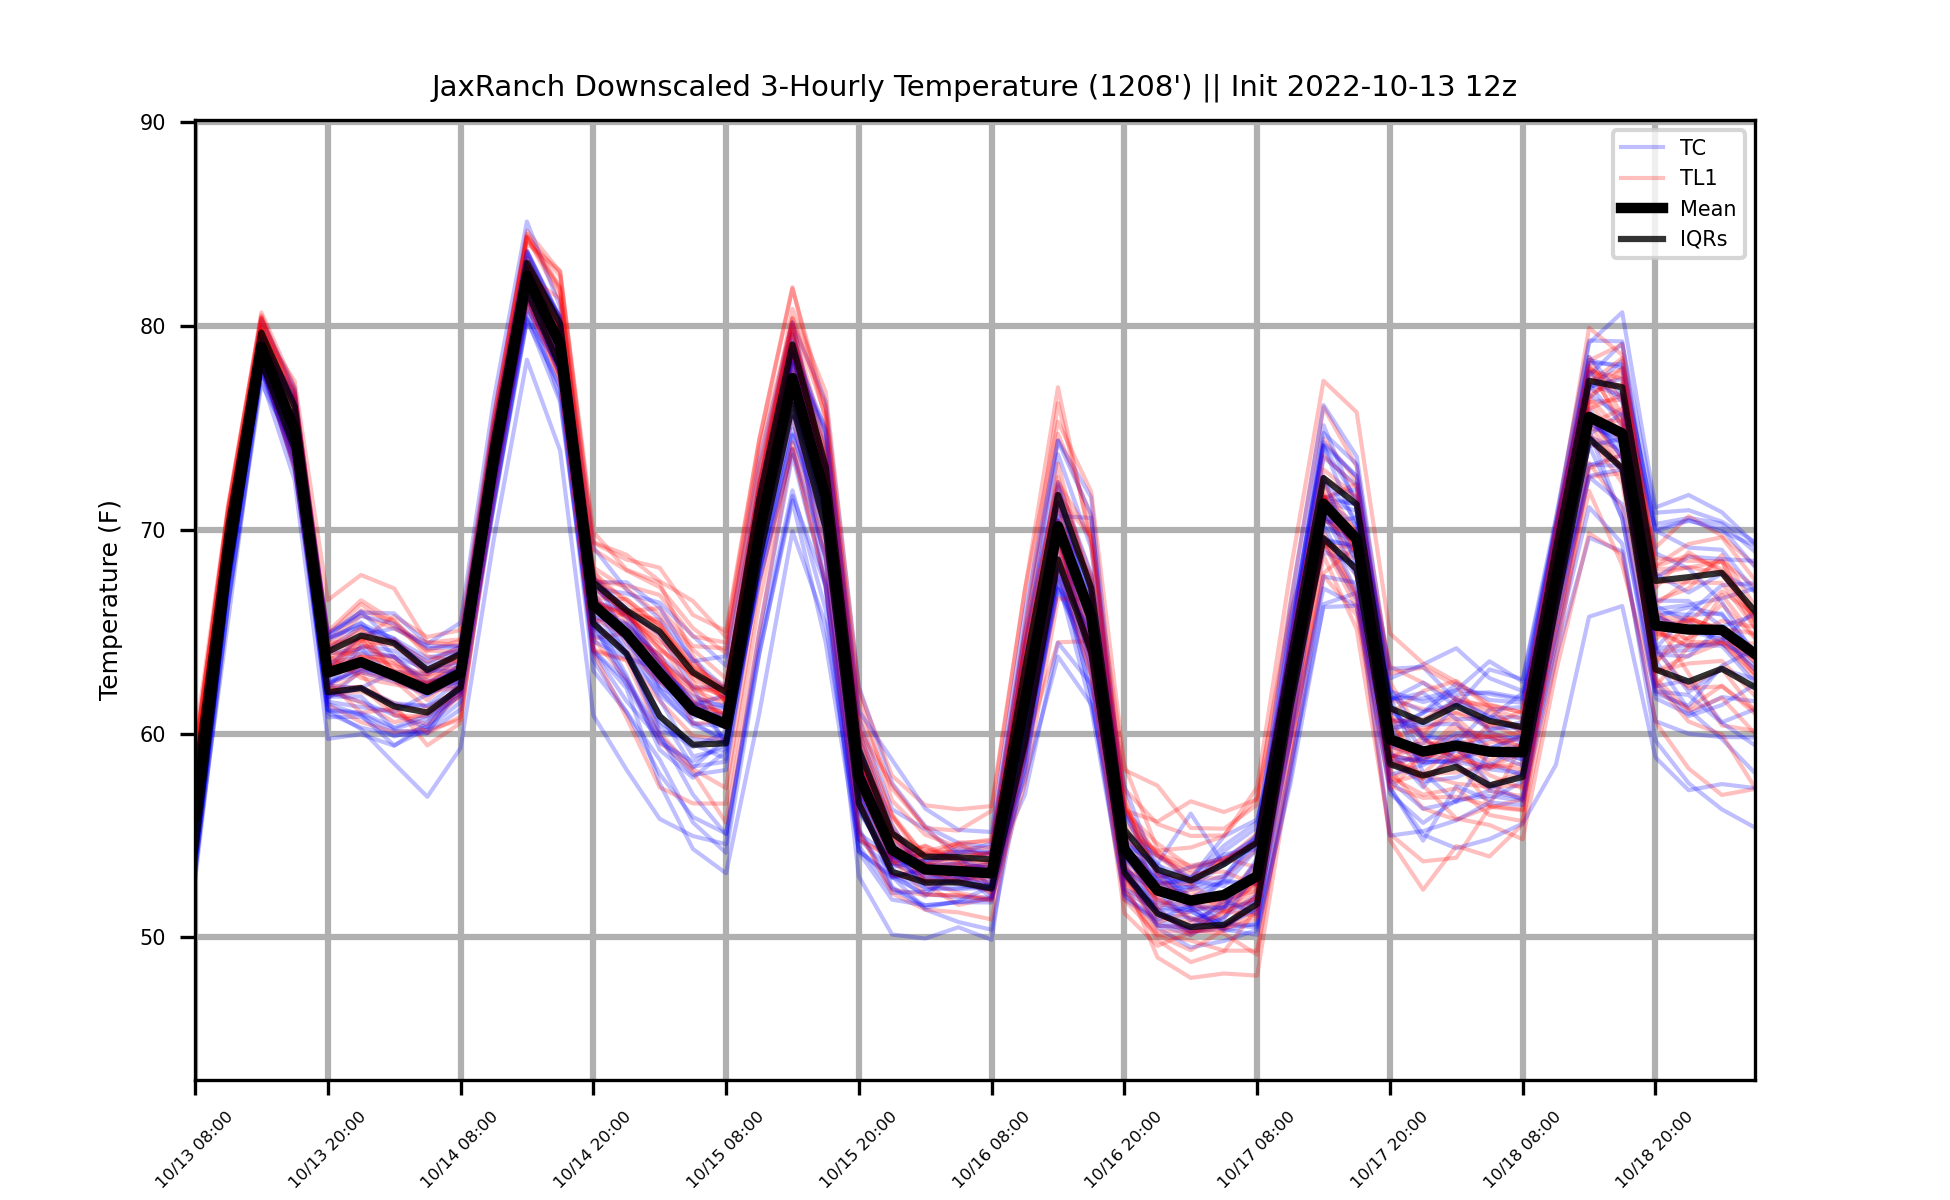 JaxRanch Downscaled 3-Hourly Temperature (1208') || Init 2022-10-13 12z
TC
TL1
Mean
IQRs
Temperature (F)
90
80
70
60
50
10/13 08:00
10/13 20:00
10/14 08:00
10/14 20:00
10/15 08:00
10/15 20:00
10/16 08:00
10/16 20:00
10/17 08:00
10/17 20:00
10/18 08:00
10/18 20:00